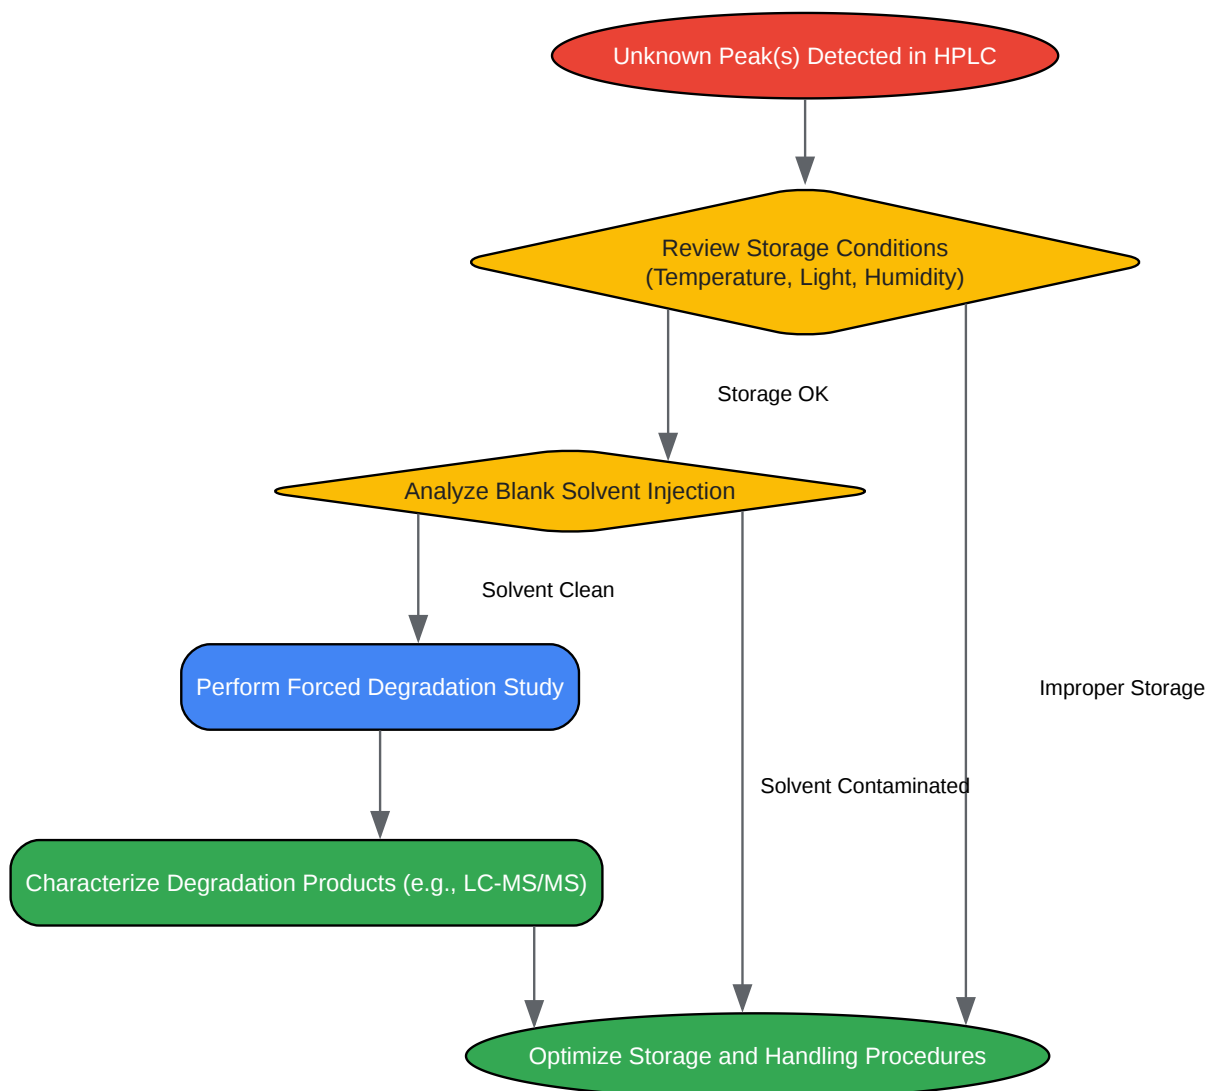 Unknown Peak(s) Detected in HPLC
Review Storage Conditions
(Temperature, Light, Humidity)
Storage OK
Analyze Blank Solvent Injection
Solvent Clean
Perform Forced Degradation Study
Improper Storage
Solvent Contaminated
Characterize Degradation Products (e.g., LC-MS/MS)
Optimize Storage and Handling Procedures